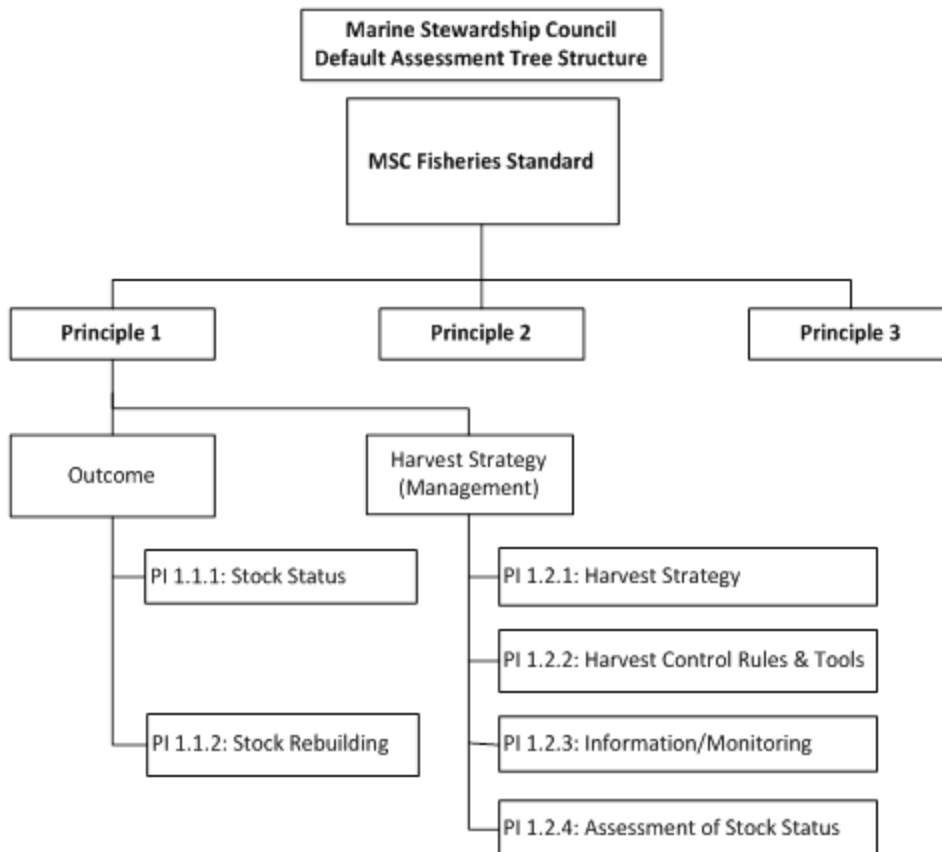 Marine Stewardship Council
Default Assessment Tree Structure
MSC Fisheries Standard
Principle 1
Principle 2
Principle 3
Outcome
Harvest Strategy
(Management)
PI 1.1.1: Stock Status
PI 1.2.1: Harvest Strategy
PI 1.2.2: Harvest Control Rules & Tools
PI 1.1.2: Stock Rebuilding
PI 1.2.3: Information/Monitoring
PI 1.2.4: Assessment of Stock Status